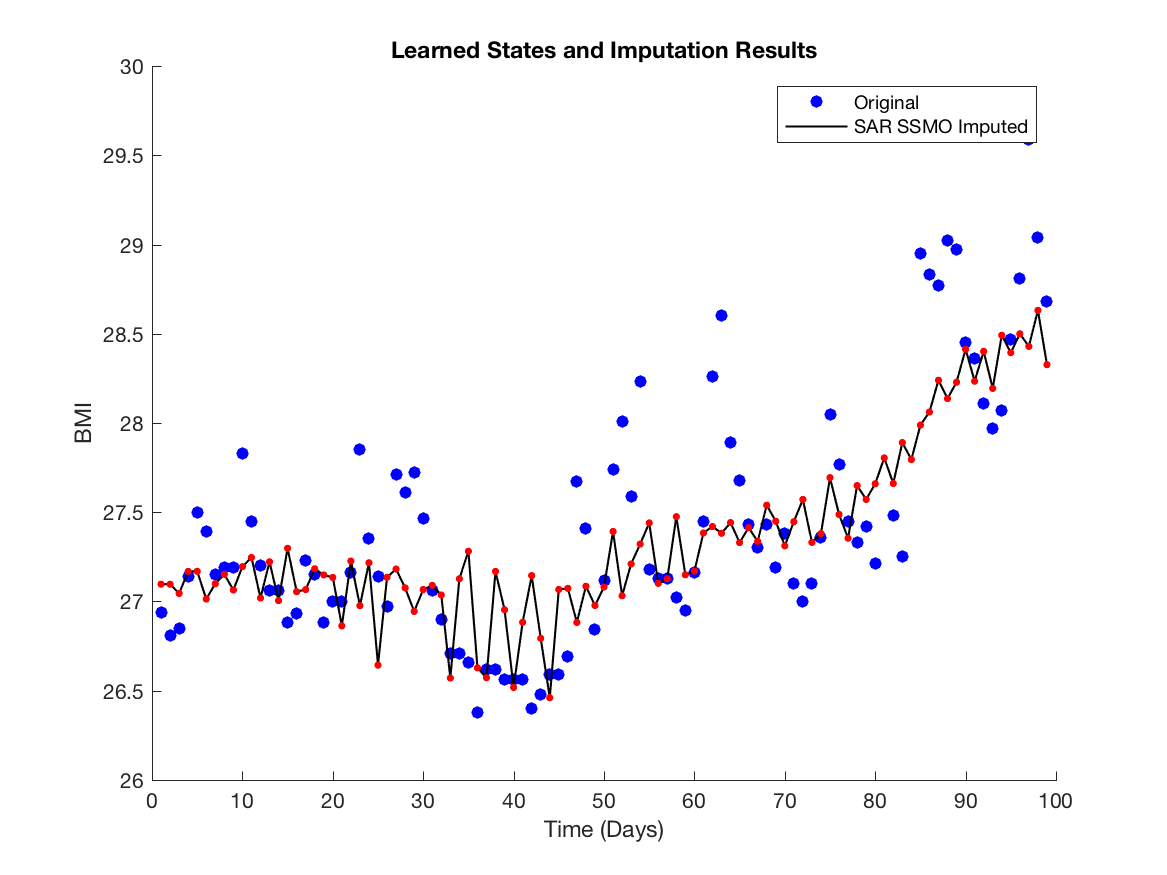 Learned States and Imputation Results
Original
SAR SSMO Imputed
30
29.5
29
28.5
28
27.5
27
26.5
26
BMI
0 10 20 30 40 50 60 70 80 90 100
Time (Days)